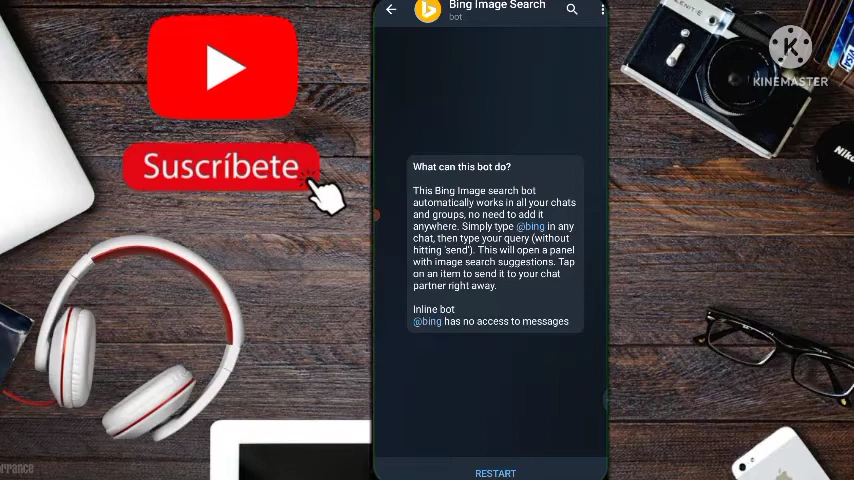 Bing Image Search
bot
KINEMASTER
Suscríbete
What can this bot do?
This Bing Image search bot
automatically works in all your chats
and groups, no need to add it
anywhere. Simply type @bing in any
chat, then type your query (without
hitting 'send'). This will open a panel
with image search suggestions. Tap
on an item to send it to your chat
partner right away.
Inline bot
@bing has no access to messages
RESTART